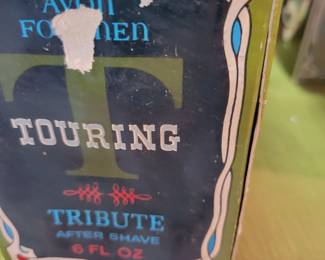 Avon
FOR MEN
T
TOURING
TRIBUTE
AFTER SHAVE
6 FL. OZ